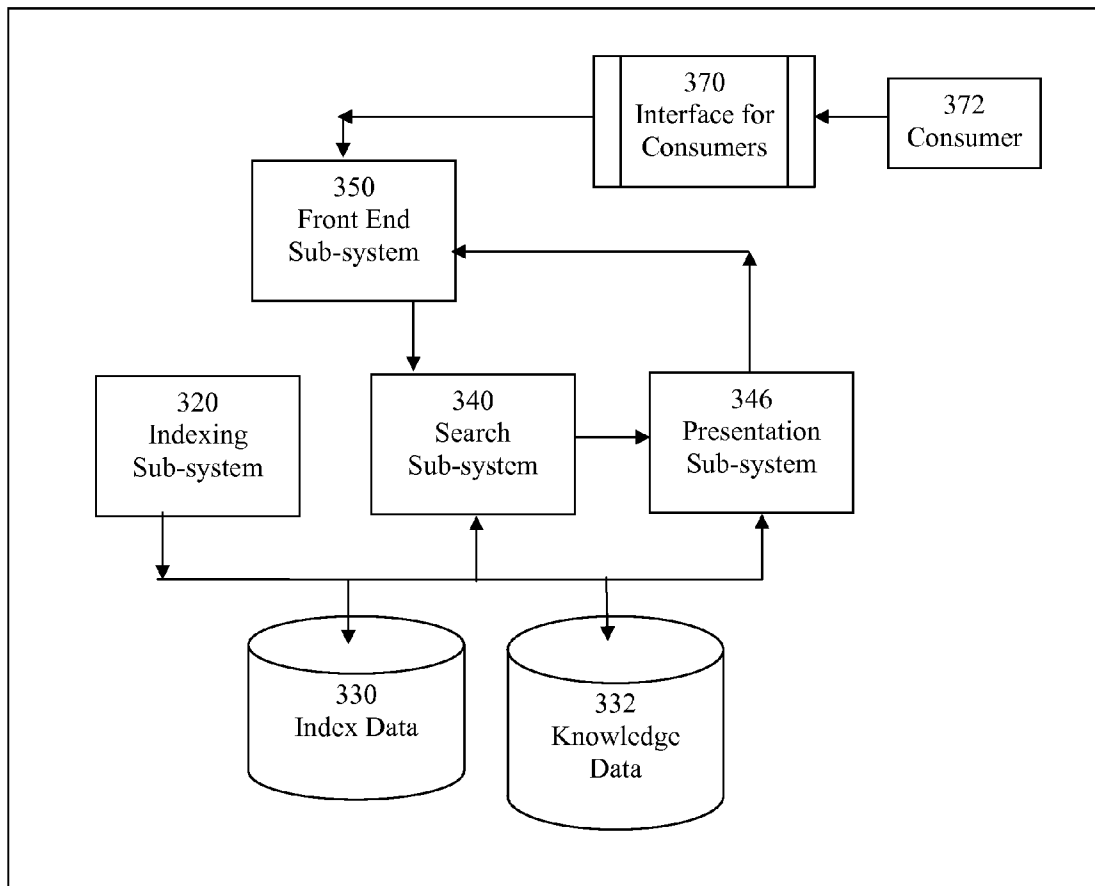 370
Interface for
Consumers
372
Consumer
350
Front End
Sub-system
320
Indexing
Sub-system
340
Search
Sub-system
346
Presentation
Sub-system
330
Index Data
332
Knowledge
Data